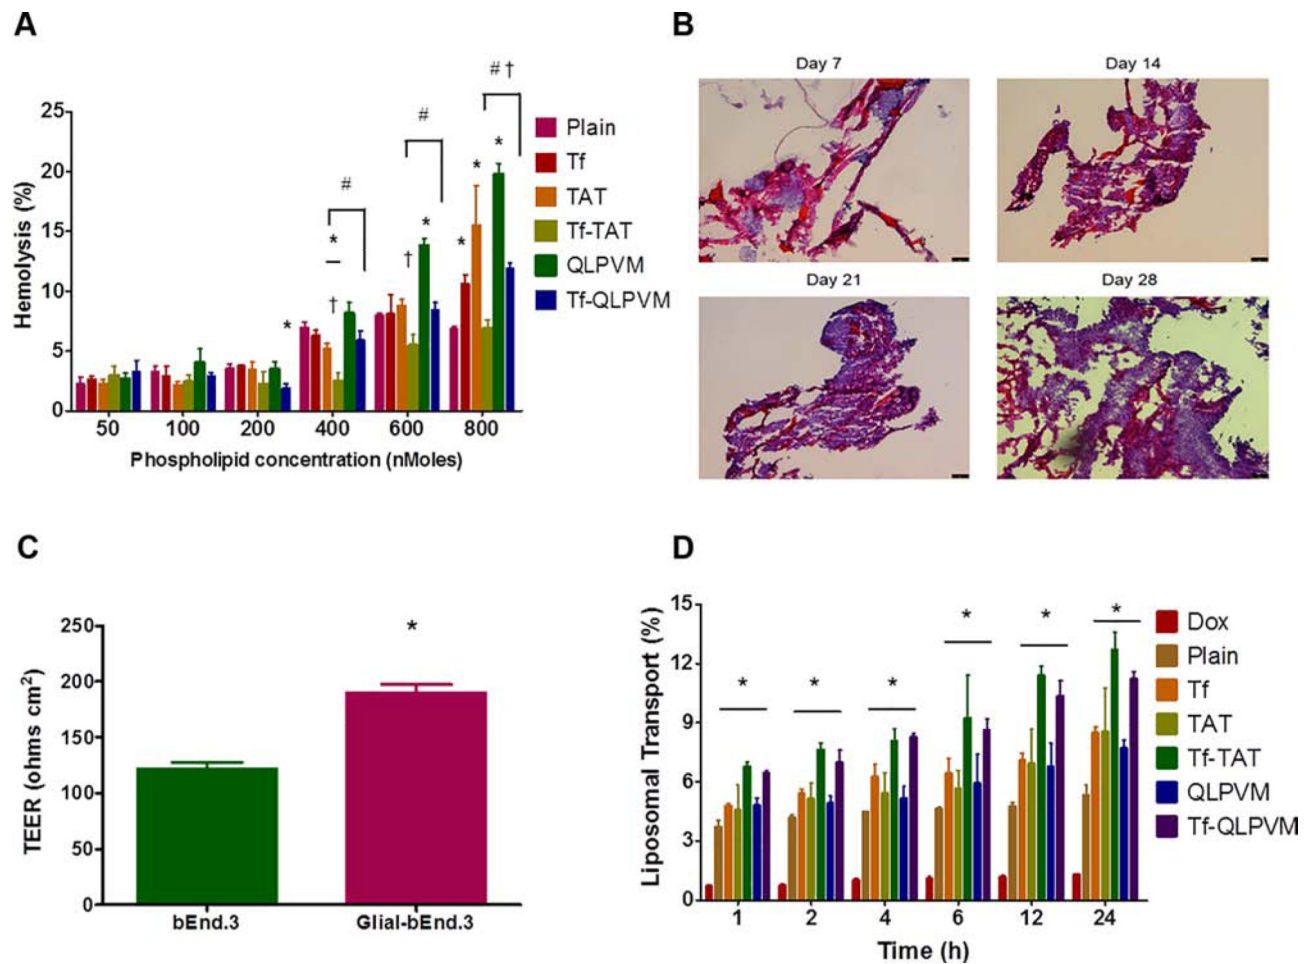 A
# †
#
#
*
*
*
*
*
*
*
†
†
Hemolysis (%)
25
20
15
10
5
0
50 100 200 400 600 800
Phospholipid concentration (nMoles)
Plain
Tf
TAT
Tf-TAT
QLPVM
Tf-QLPVM
B
Day 7
Day 14
Day 21
Day 28
C
TEER (ohms cm²)
250
200
150
100
50
0
*
bEnd.3 Glial-bEnd.3
D
Liposomal Transport (%)
15
12
9
6
3
0
* * * * * *
1 2 4 6 12 24
Time (h)
Dox
Plain
Tf
TAT
Tf-TAT
QLPVM
Tf-QLPVM